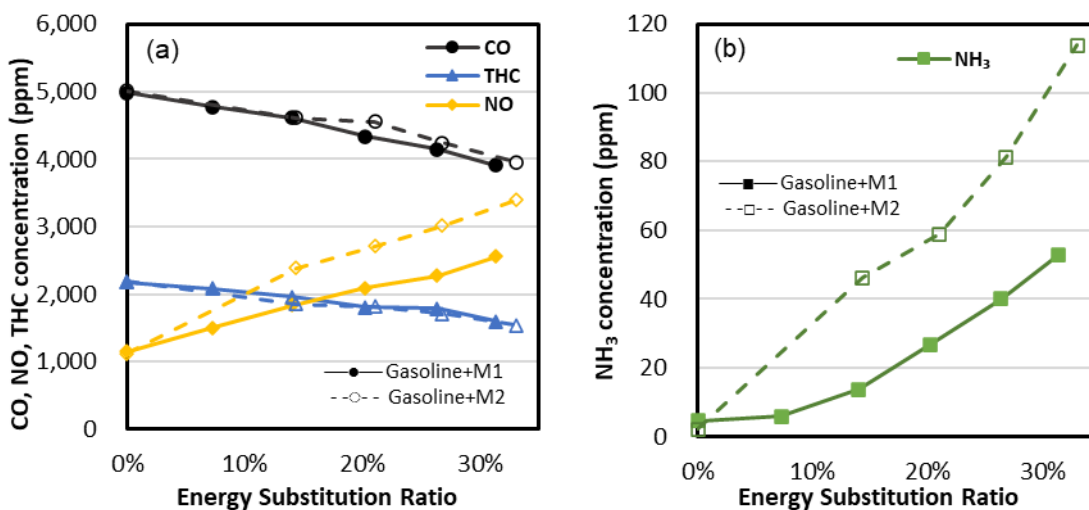 6,000
5,000
4,000
3,000
2,000
1,000
0
CO, NO, THC concentration (ppm)
(a)
CO
THC
NO
Gasoline+M1
Gasoline+M2
0%
10%
20%
30%
Energy Substitution Ratio
120
100
80
60
40
20
0
NH₃ concentration (ppm)
(b)
NH₃
Gasoline+M1
Gasoline+M2
0%
10%
20%
30%
Energy Substitution Ratio